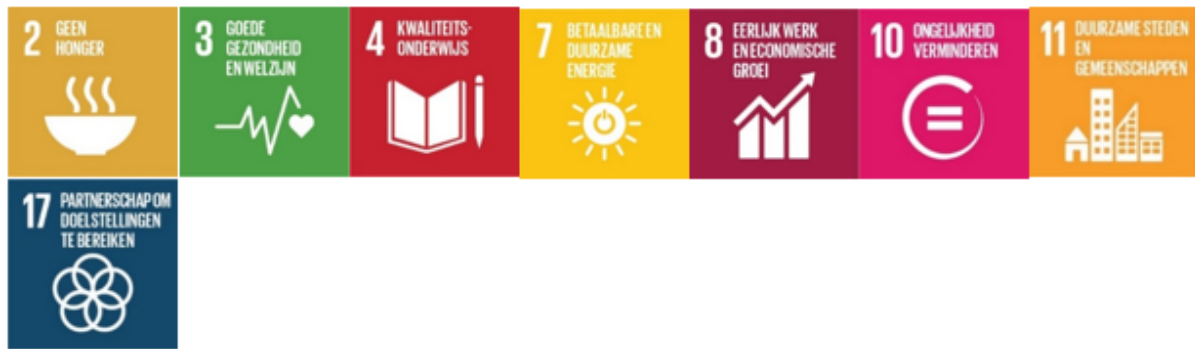 2 GEEN
HONGER
3 GOEDE
GEZONDHEID
EN WELZIJN
4 KWALITEITS-
ONDERWIJS
7 BETAALBARE EN
DUURZAME
ENERGIE
8 EERLIJK WERK
EN ECONOMISCHE
GROEI
10 ONGELIJKHEID
VERMINDEREN
11 DUURZAME STEDEN
EN
GEMEENSCHAPPEN
17 PARTNERSCHAP OM
DOELSTELLINGEN
TE BEREIKEN